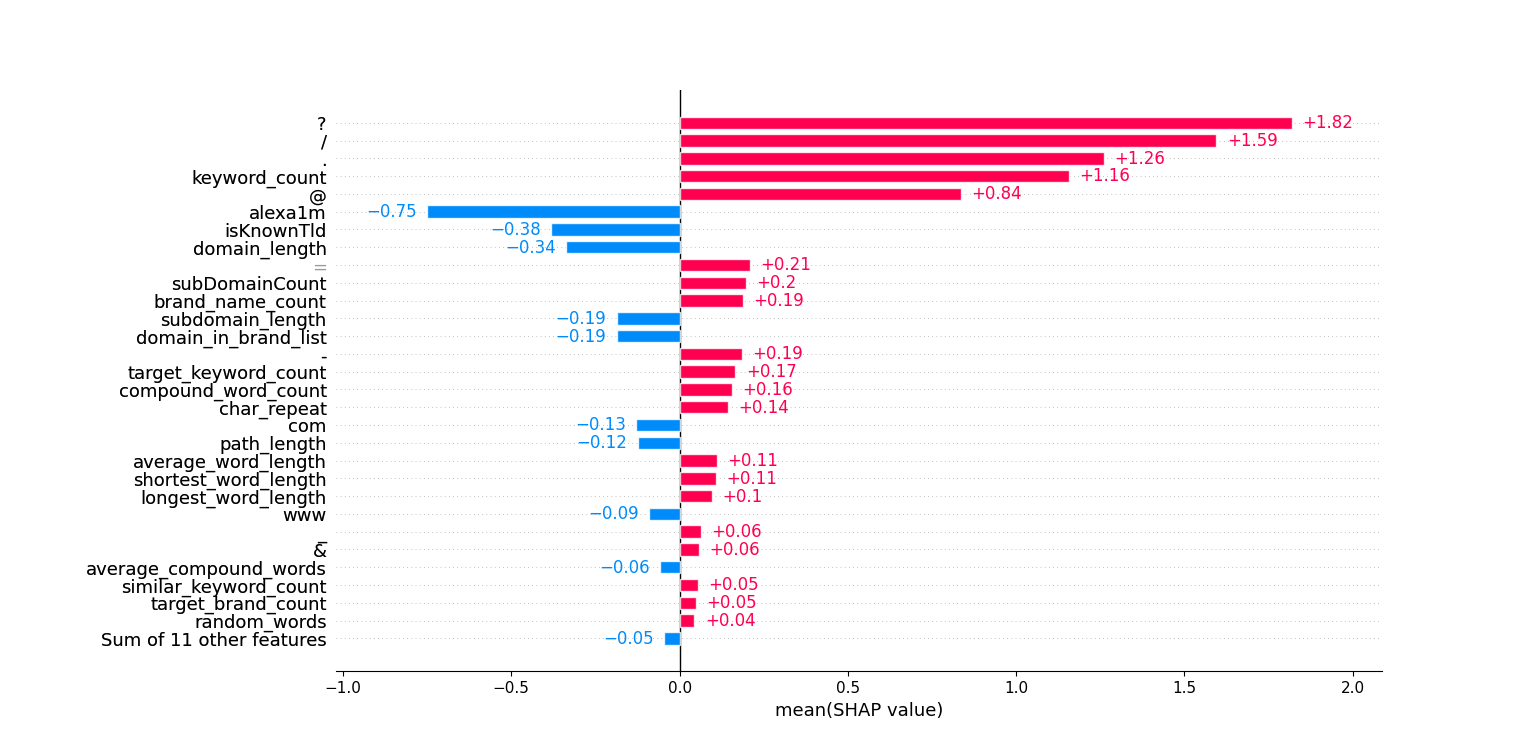 ? +1.82
/ +1.59
. +1.26
keyword_count +1.16
@ +0.84
alexa1m −0.75
isKnownTld −0.38
domain_length −0.34
= +0.21
subDomainCount +0.2
brand_name_count +0.19
subdomain_length −0.19
domain_in_brand_list −0.19
- +0.19
target_keyword_count +0.17
compound_word_count +0.16
char_repeat +0.14
com −0.13
path_length −0.12
average_word_length +0.11
shortest_word_length +0.11
longest_word_length +0.1
www −0.09
_ +0.06
& +0.06
average_compound_words −0.06
similar_keyword_count +0.05
target_brand_count +0.05
random_words +0.04
Sum of 11 other features −0.05
−1.0 −0.5 0.0 0.5 1.0 1.5 2.0
mean(SHAP value)